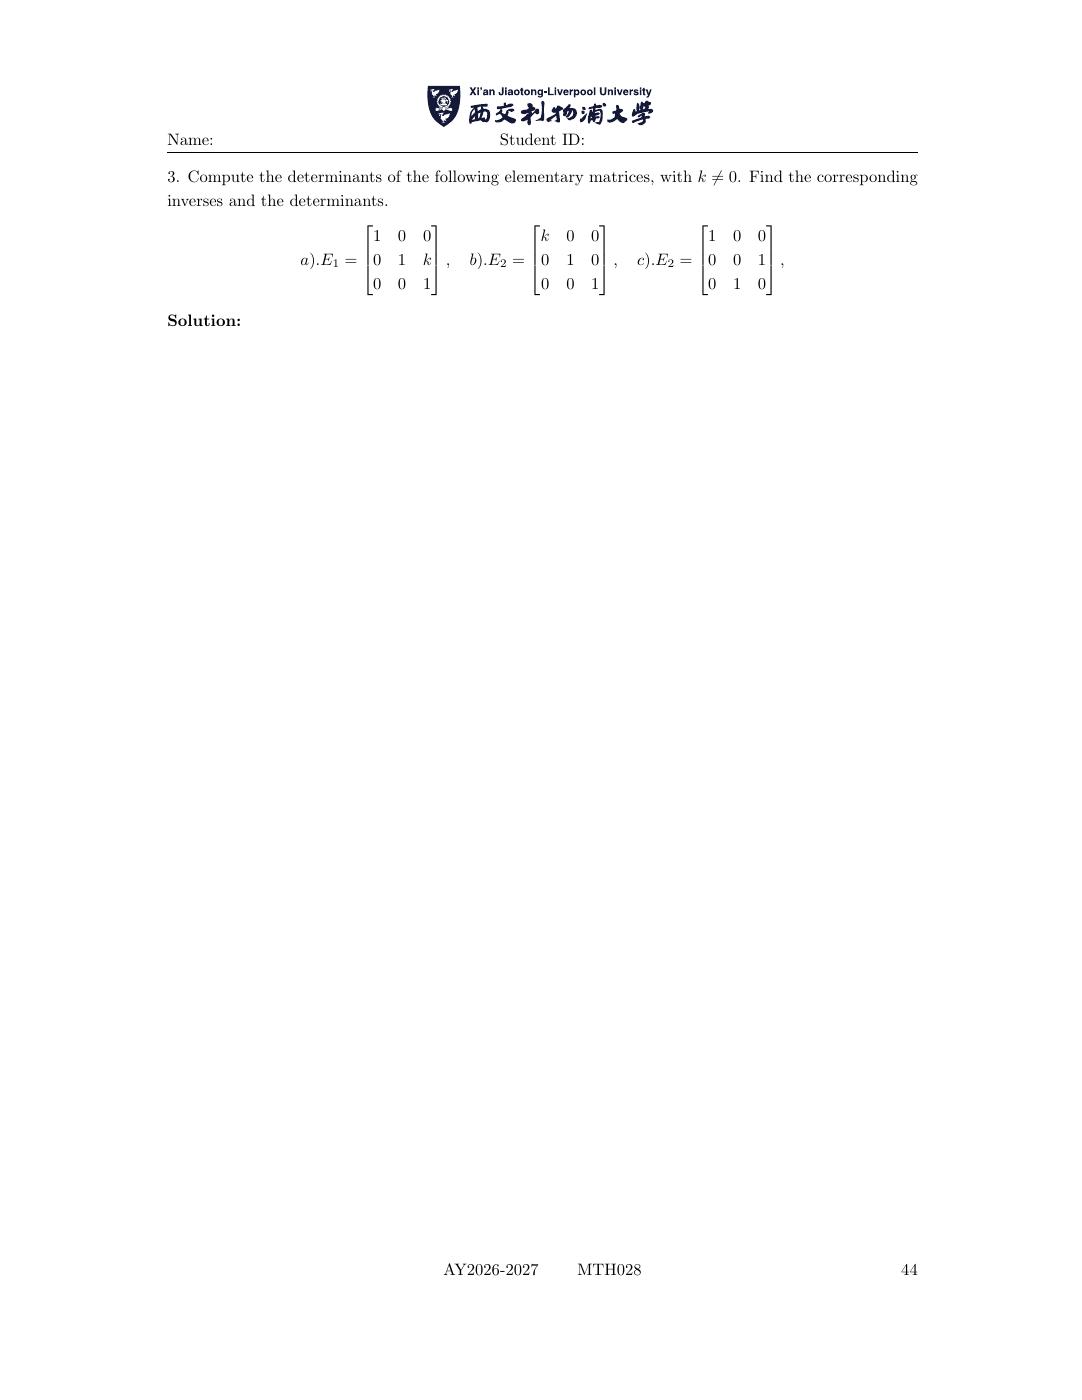 Xi'an Jiaotong-Liverpool University
西交利物浦大學
Name: Student ID:
3. Compute the determinants of the following elementary matrices, with k ≠ 0. Find the corresponding
inverses and the determinants.
a).E₁ = [1 0 0; 0 1 k; 0 0 1], b).E₂ = [k 0 0; 0 1 0; 0 0 1], c).E₂ = [1 0 0; 0 0 1; 0 1 0],
Solution:
AY2026-2027 MTH028 44